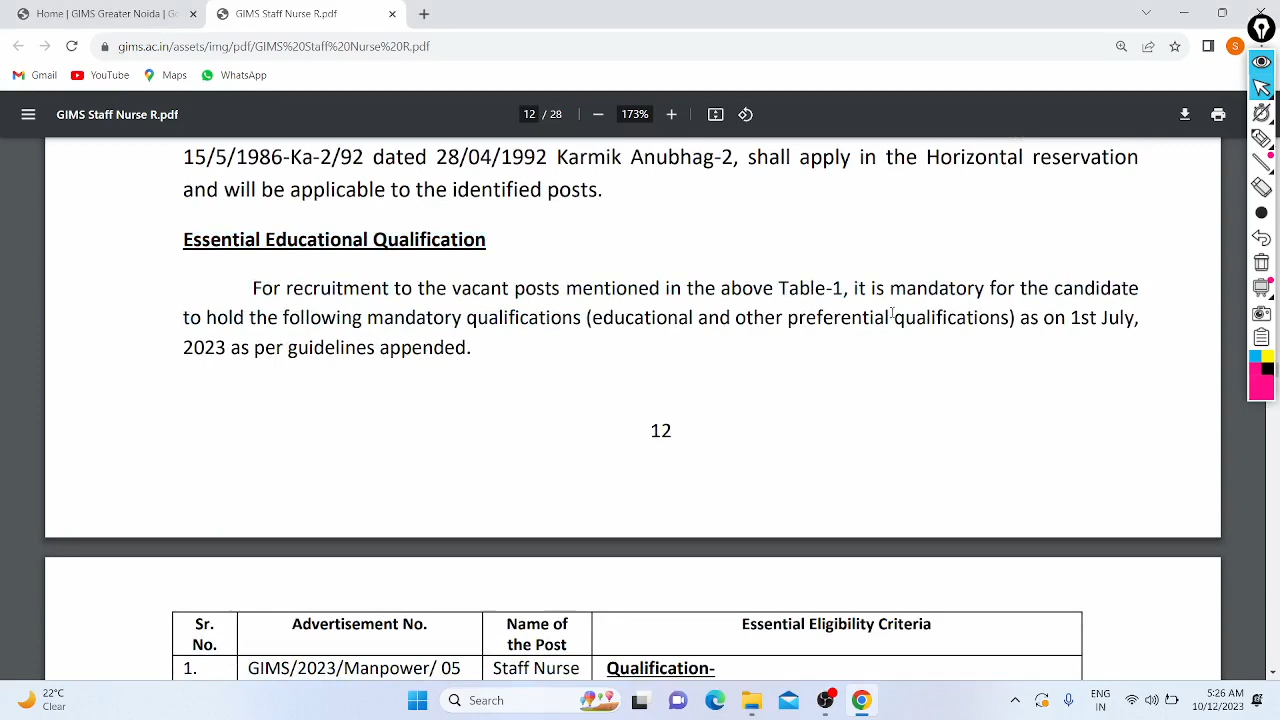 Home | GIMS Greater Noida | Go
GIMS Staff Nurse R.pdf
gims.ac.in/assets/img/pdf/GIMS%20Staff%20Nurse%20R.pdf
S
Gmail
YouTube
Maps
WhatsApp
GIMS Staff Nurse R.pdf
12 / 28
173%
15/5/1986-Ka-2/92 dated 28/04/1992 Karmik Anubhag-2, shall apply in the Horizontal reservation
and will be applicable to the identified posts.
Essential Educational Qualification
For recruitment to the vacant posts mentioned in the above Table-1, it is mandatory for the candidate
to hold the following mandatory qualifications (educational and other preferential qualifications) as on 1st July,
2023 as per guidelines appended.
12
Sr. No.
Advertisement No.
Name of the Post
Essential Eligibility Criteria
1.
GIMS/2023/Manpower/ 05
Staff Nurse
Qualification-
22°C
Clear
Search
ENG
IN
5:26 AM
10/12/2023